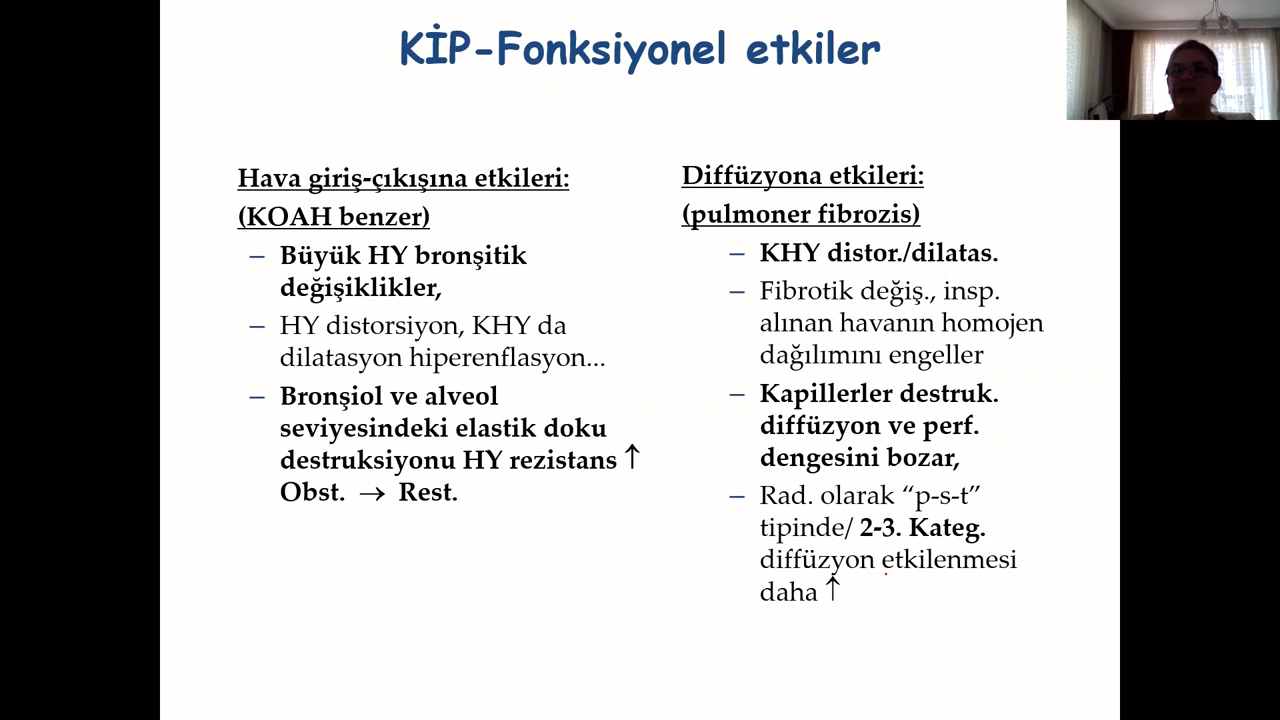 KİP-Fonksiyonel etkiler
Hava giriş-çıkışına etkileri:
(KOAH benzer)
– Büyük HY bronşitik
değişiklikler,
– HY distorsiyon, KHY da
dilatasyon hiperenflasyon...
– Bronşiol ve alveol
seviyesindeki elastik doku
destruksiyonu HY rezistans ↑
Obst. → Rest.
Diffüzyona etkileri:
(pulmoner fibrozis)
– KHY distor./dilatas.
– Fibrotik değiş., insp.
alınan havanın homojen
dağılımını engeller
– Kapillerler destruk.
diffüzyon ve perf.
dengesini bozar,
– Rad. olarak “p-s-t”
tipinde/ 2-3. Kateg.
diffüzyon etkilenmesi
daha ↑